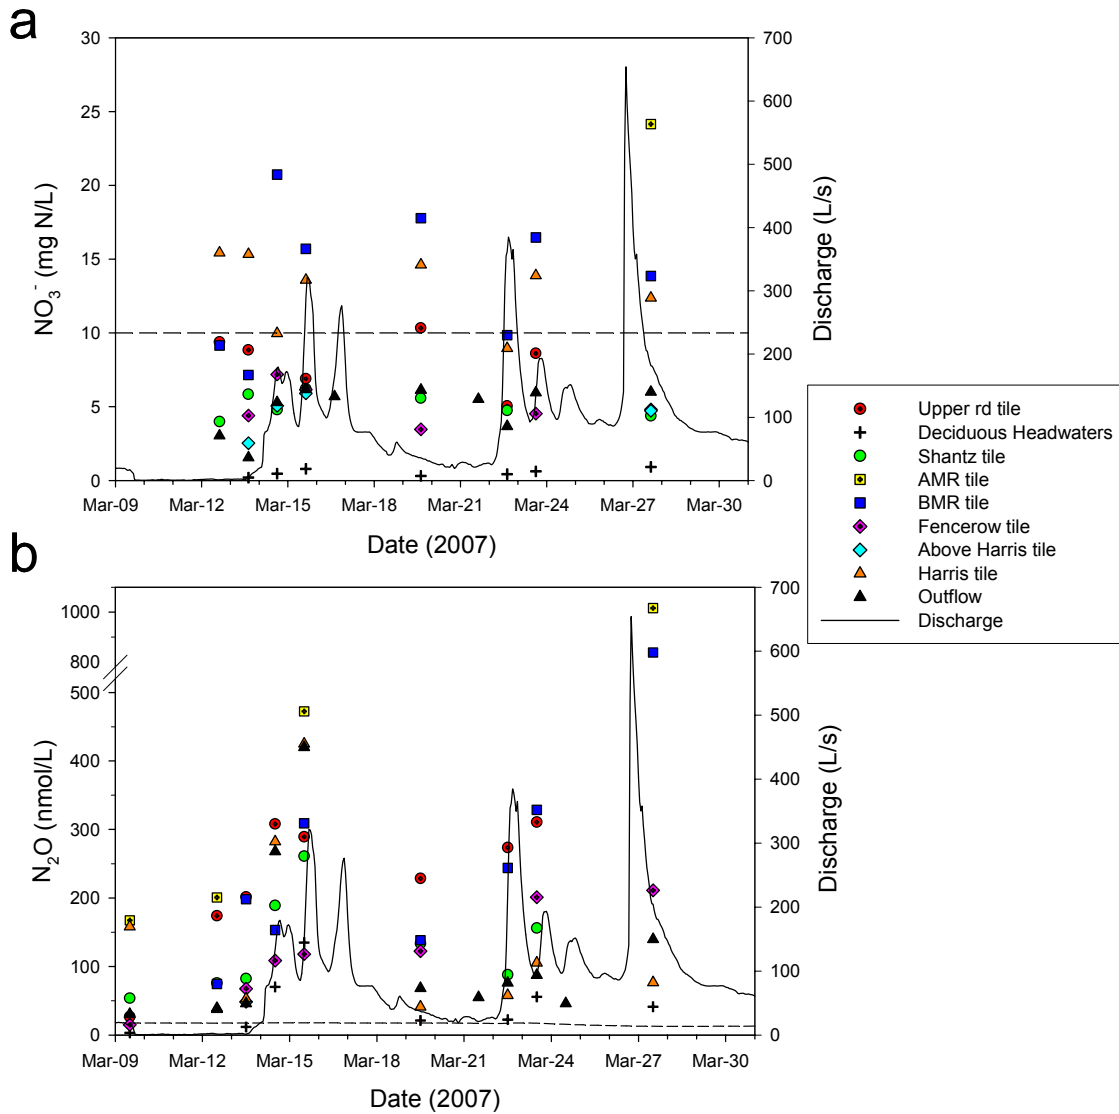 a
30
25
20
15
10
5
0
NO3- (mg N/L)
700
600
500
400
300
200
100
0
Discharge (L/s)
Mar-09 Mar-12 Mar-15 Mar-18 Mar-21 Mar-24 Mar-27 Mar-30
Date (2007)
Upper rd tile
Deciduous Headwaters
Shantz tile
AMR tile
BMR tile
Fencerow tile
Above Harris tile
Harris tile
Outflow
Discharge
b
1000
800
500
400
300
200
100
0
N2O (nmol/L)
700
600
500
400
300
200
100
0
Discharge (L/s)
Mar-09 Mar-12 Mar-15 Mar-18 Mar-21 Mar-24 Mar-27 Mar-30
Date (2007)